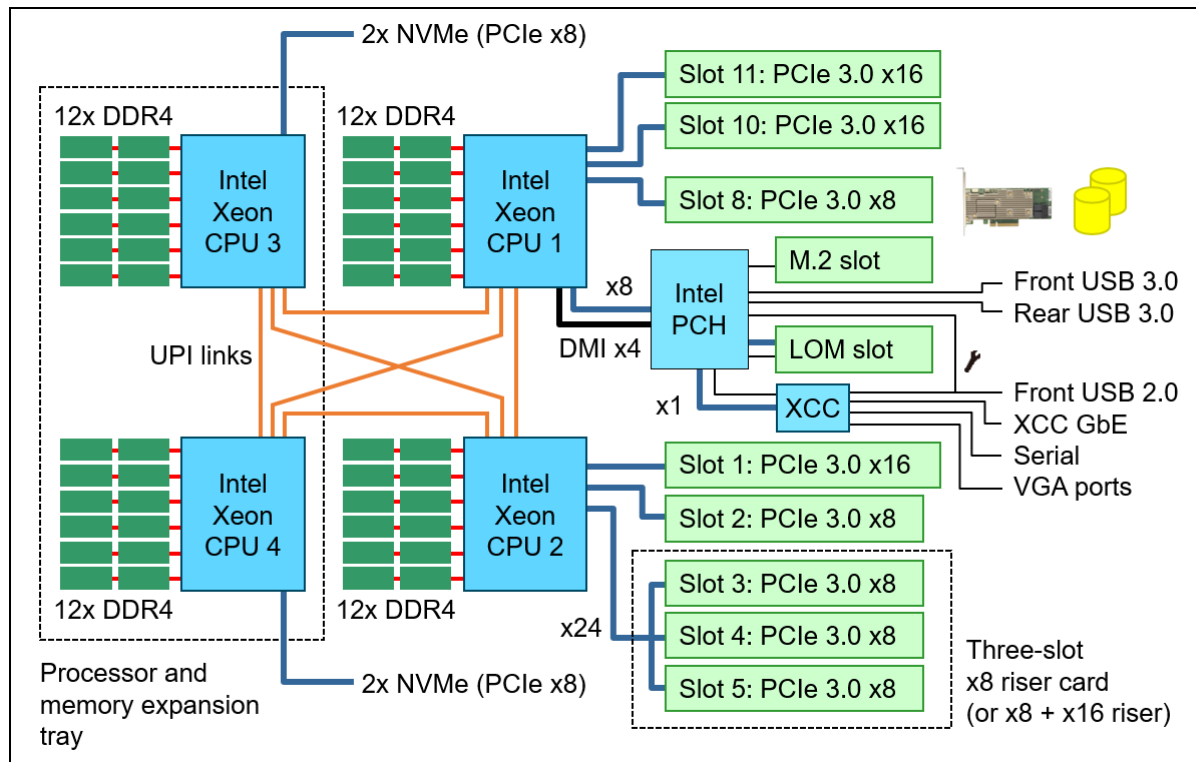 2x NVMe (PCIe x8)
12x DDR4
12x DDR4
Intel
Xeon
CPU 3
Intel
Xeon
CPU 1
Slot 11: PCIe 3.0 x16
Slot 10: PCIe 3.0 x16
Slot 8: PCIe 3.0 x8
M.2 slot
x8
Intel
PCH
Front USB 3.0
Rear USB 3.0
UPI links
DMI x4
LOM slot
x1
XCC
Front USB 2.0
XCC GbE
Serial
VGA ports
Intel
Xeon
CPU 4
Intel
Xeon
CPU 2
Slot 1: PCIe 3.0 x16
Slot 2: PCIe 3.0 x8
Slot 3: PCIe 3.0 x8
Slot 4: PCIe 3.0 x8
Slot 5: PCIe 3.0 x8
12x DDR4
12x DDR4
x24
Three-slot
x8 riser card
(or x8 + x16 riser)
Processor and
memory expansion
tray
2x NVMe (PCIe x8)